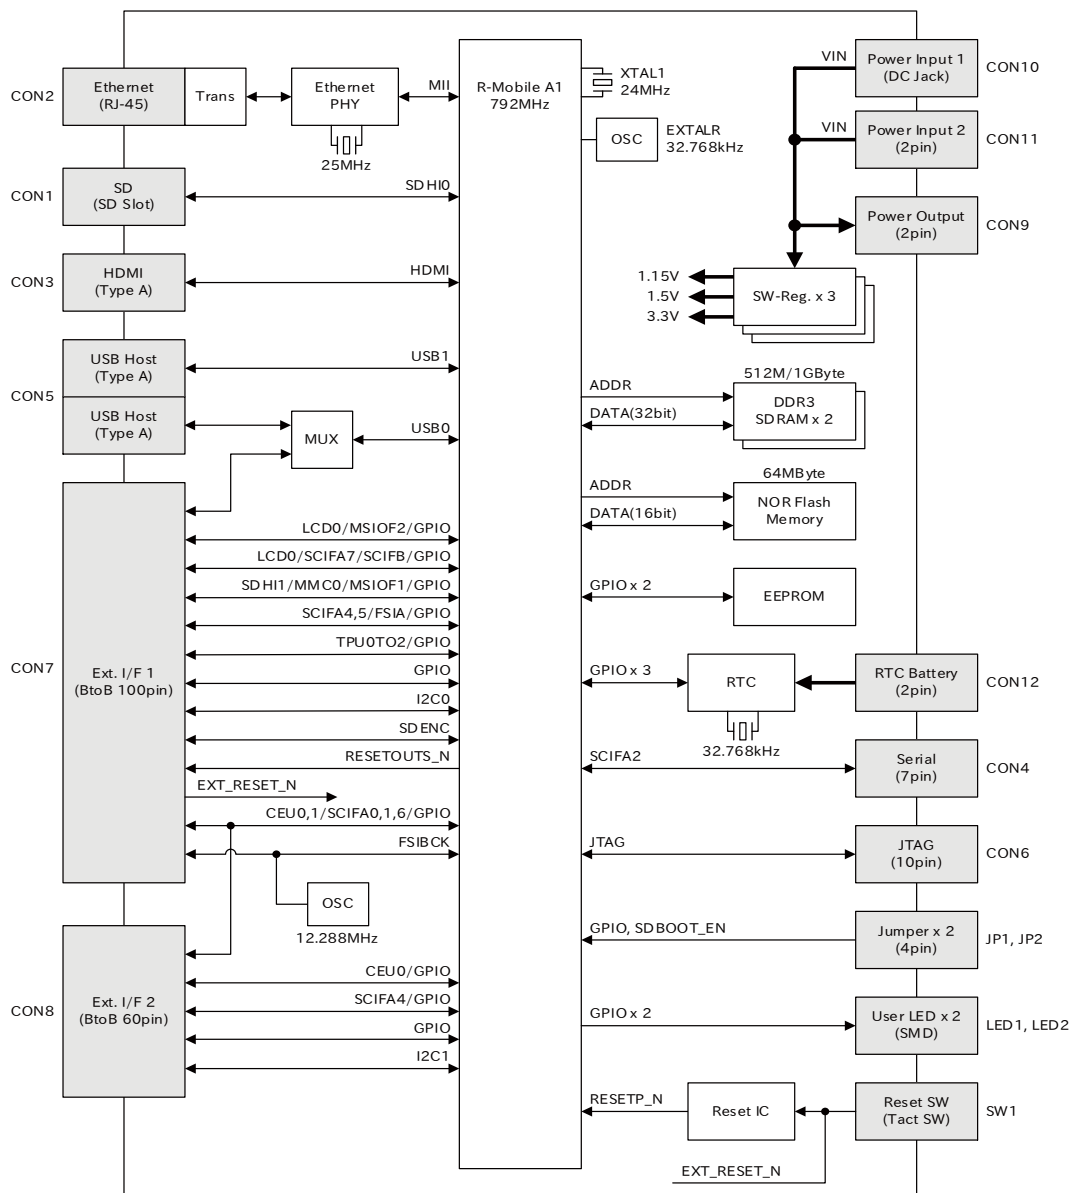 CON2
Ethernet
(RJ-45)
Trans
Ethernet
PHY
25MHz
MII
R-Mobile A1
792MHz
XTAL1
24MHz
OSC
EXTALR
32.768kHz
VIN
Power Input 1
(DC Jack)
CON10
VIN
Power Input 2
(2pin)
CON11
Power Output
(2pin)
CON9
1.15V
1.5V
3.3V
SW-Reg. x 3
CON1
SD
(SD Slot)
SDHI0
CON3
HDMI
(Type A)
HDMI
CON5
USB Host
(Type A)
USB1
USB Host
(Type A)
MUX
USB0
512M/1GByte
ADDR
DATA(32bit)
DDR3
SDRAM x 2
64MByte
ADDR
DATA(16bit)
NOR Flash
Memory
GPIO x 2
EEPROM
CON7
Ext. I/F 1
(BtoB 100pin)
LCD0/MSIOF2/GPIO
LCD0/SCIFA7/SCIFB/GPIO
SDHI1/MMC0/MSIOF1/GPIO
SCIFA4,5/FSIA/GPIO
TPU0TO2/GPIO
GPIO
I2C0
SDENC
RESETOUTS_N
EXT_RESET_N
CEU0,1/SCIFA0,1,6/GPIO
FSIBCK
OSC
12.288MHz
GPIO x 3
RTC
32.768kHz
RTC Battery
(2pin)
CON12
SCIFA2
Serial
(7pin)
CON4
JTAG
JTAG
(10pin)
CON6
GPIO, SDBOOT_EN
Jumper x 2
(4pin)
JP1, JP2
CON8
Ext. I/F 2
(BtoB 60pin)
CEU0/GPIO
SCIFA4/GPIO
GPIO
I2C1
GPIO x 2
User LED x 2
(SMD)
LED1, LED2
RESETP_N
Reset IC
Reset SW
(Tact SW)
SW1
EXT_RESET_N